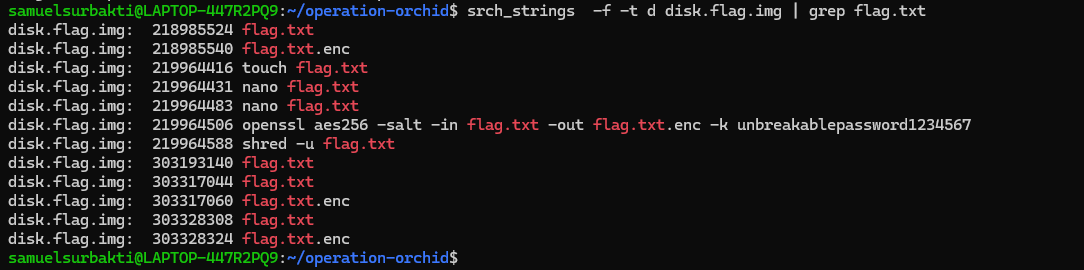 samuelsurbakti@LAPTOP-447R2PQ9:~/operation-orchid$ srch_strings  -f -t d disk.flag.img | grep flag.txt
disk.flag.img:  218985524 flag.txt
disk.flag.img:  218985540 flag.txt.enc
disk.flag.img:  219964416 touch flag.txt
disk.flag.img:  219964431 nano flag.txt
disk.flag.img:  219964483 nano flag.txt
disk.flag.img:  219964506 openssl aes256 -salt -in flag.txt -out flag.txt.enc -k unbreakablepassword1234567
disk.flag.img:  219964588 shred -u flag.txt
disk.flag.img:  303193140 flag.txt
disk.flag.img:  303317044 flag.txt
disk.flag.img:  303317060 flag.txt.enc
disk.flag.img:  303328308 flag.txt
disk.flag.img:  303328324 flag.txt.enc
samuelsurbakti@LAPTOP-447R2PQ9:~/operation-orchid$